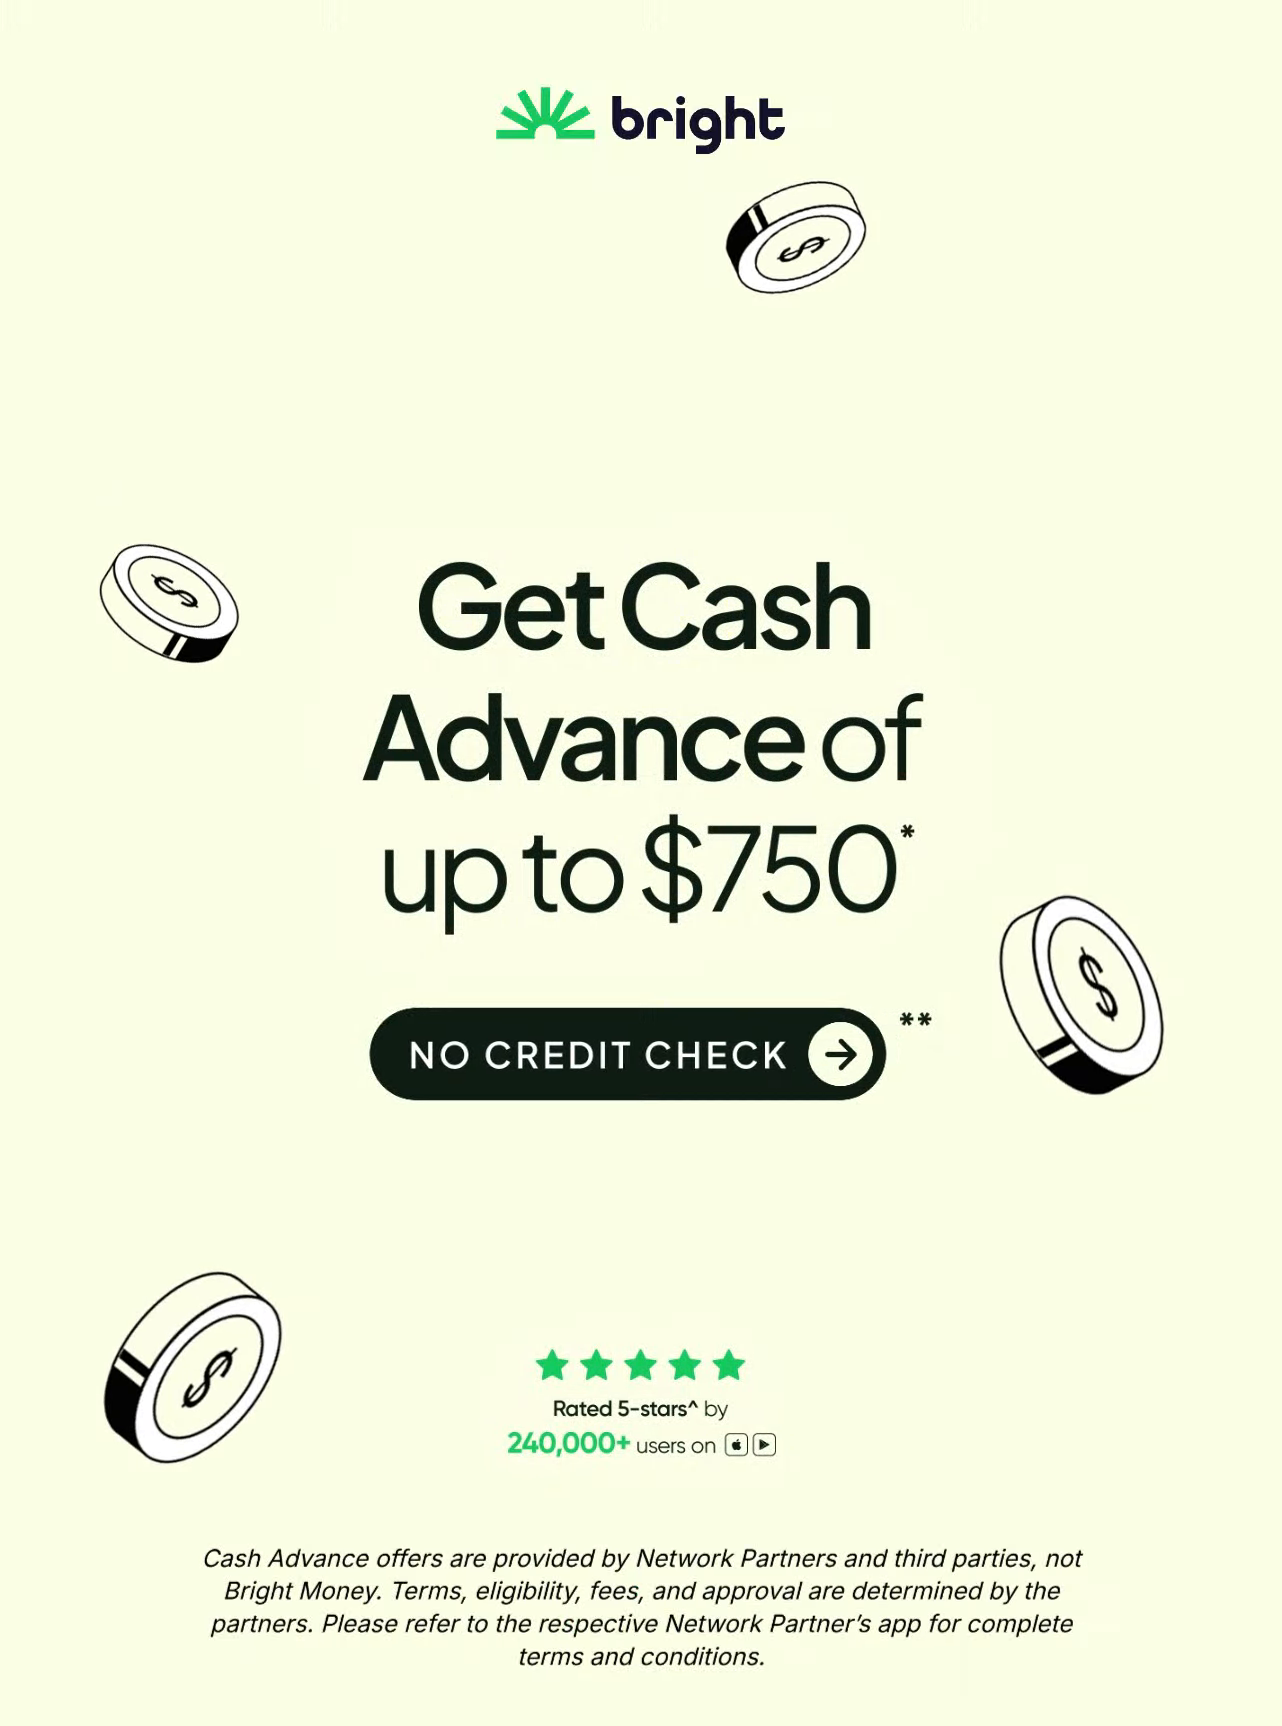 bright
Get Cash
Advance of
up to $750*
NO CREDIT CHECK **
Rated 5-stars^ by
240,000+ users on
Cash Advance offers are provided by Network Partners and third parties, not
Bright Money. Terms, eligibility, fees, and approval are determined by the
partners. Please refer to the respective Network Partner’s app for complete
terms and conditions.
$
$
$
$